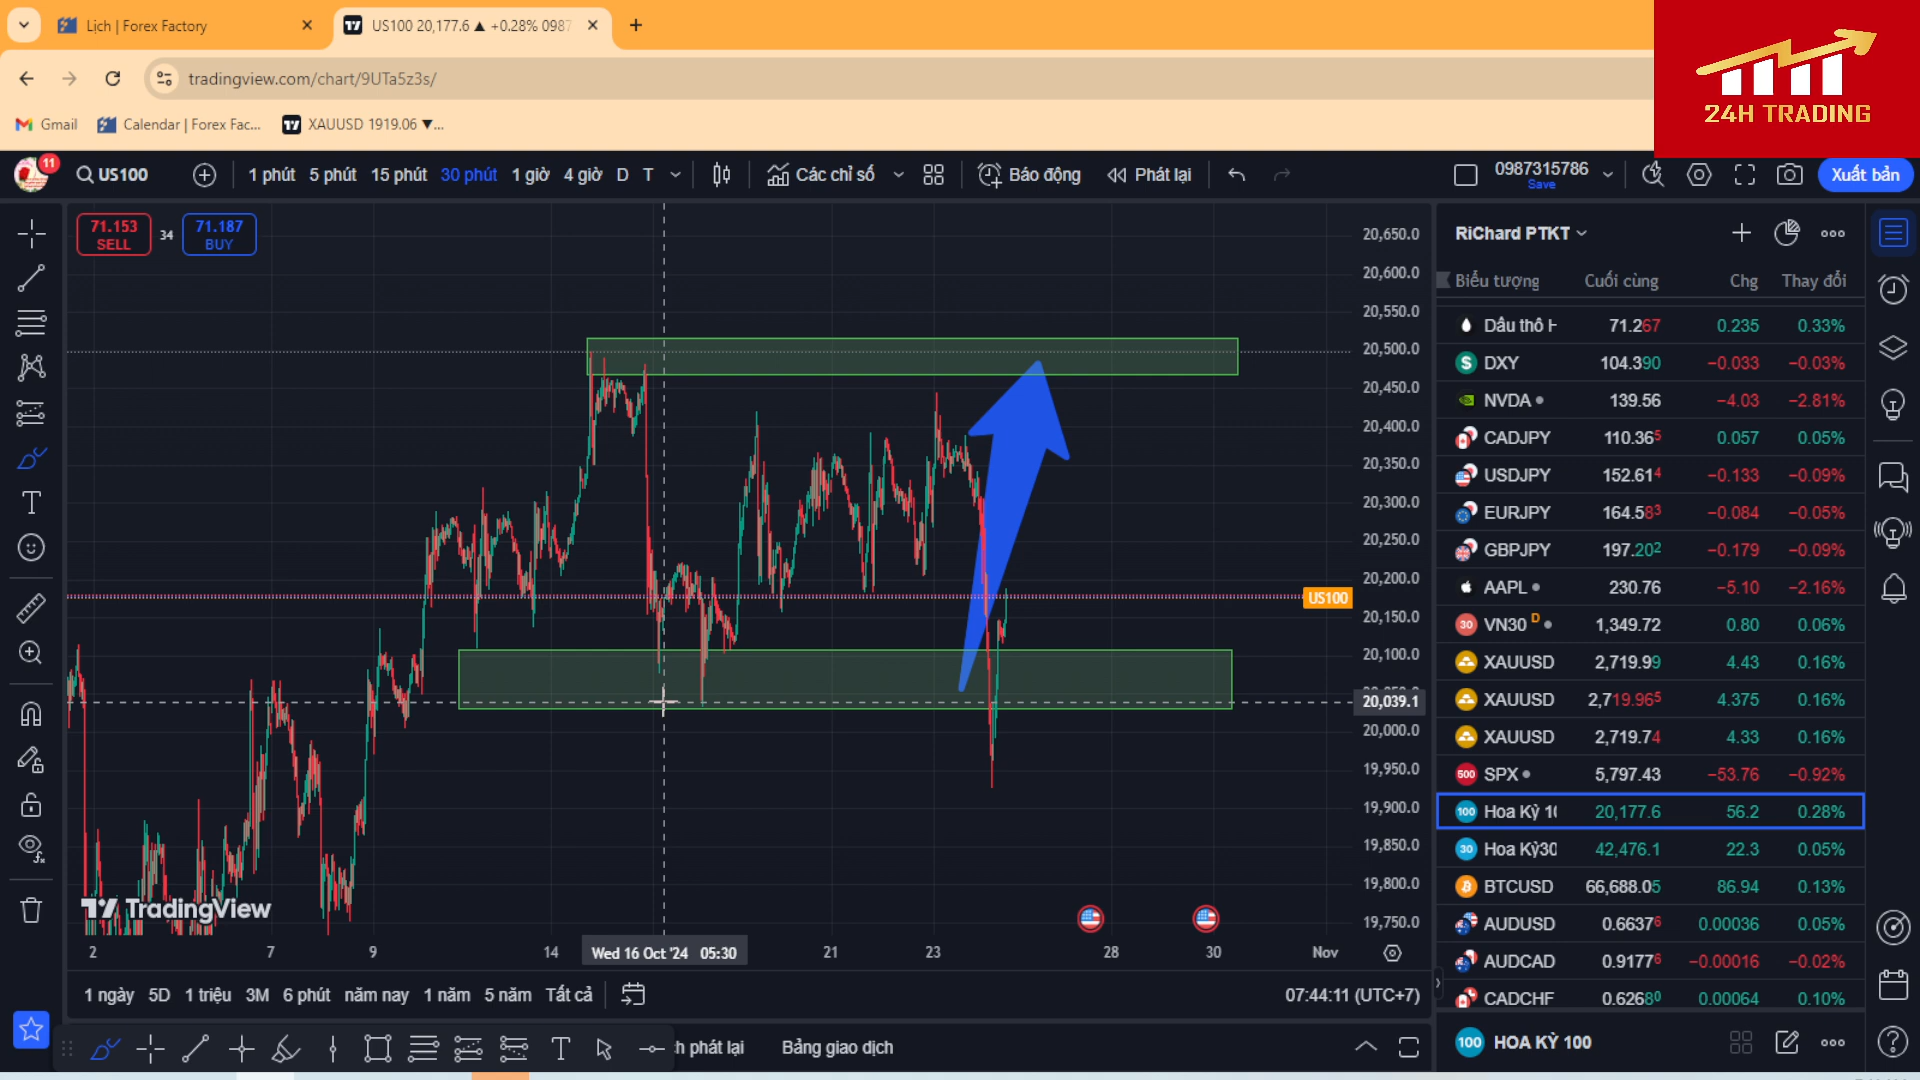 Lịch | Forex Factory
US100 20,177.6 ▲ +0.28% 0987
tradingview.com/chart/9UTa5z3s/
Gmail
Calendar | Forex Fac...
XAUUSD 1919.06 ▼...
24H TRADING
11
US100
1 phút
5 phút
15 phút
30 phút
1 giờ
4 giờ
D
T
Các chỉ số
Báo động
Phát lại
0987315786
Save
Xuất bản
71.153
SELL
34
71.187
BUY
20,650.0
20,600.0
20,550.0
20,500.0
20,450.0
20,400.0
20,350.0
20,300.0
20,250.0
20,200.0
US100
20,150.0
20,100.0
20,039.1
20,000.0
19,950.0
19,900.0
19,850.0
19,800.0
19,750.0
TradingView
2
7
9
14
Wed 16 Oct '24 05:30
21
23
28
30
Nov
1 ngày
5D
1 triệu
3M
6 phút
năm nay
1 năm
5 năm
Tất cả
07:44:11 (UTC+7)
h phát lại
Bảng giao dịch
RiChard PTKT
Biểu tượng Cuối cùng Chg Thay đổi
Dầu thô 71.267 0.235 0.33%
DXY 104.390 −0.033 −0.03%
NVDA 139.56 −4.03 −2.81%
CADJPY 110.365 0.057 0.05%
USDJPY 152.614 −0.133 −0.09%
EURJPY 164.583 −0.084 −0.05%
GBPJPY 197.202 −0.179 −0.09%
AAPL 230.76 −5.10 −2.16%
30 VN30 D 1,349.72 0.80 0.06%
XAUUSD 2,719.99 4.43 0.16%
XAUUSD 2,719.965 4.375 0.16%
XAUUSD 2,719.74 4.33 0.16%
500 SPX 5,797.43 −53.76 −0.92%
100 Hoa Kỳ 10 20,177.6 56.2 0.28%
30 Hoa Kỳ30 42,476.1 22.3 0.05%
BTCUSD 66,688.05 86.94 0.13%
AUDUSD 0.66376 0.00036 0.05%
AUDCAD 0.91776 −0.00016 −0.02%
CADCHF 0.62680 0.00064 0.10%
100 HOA KỲ 100